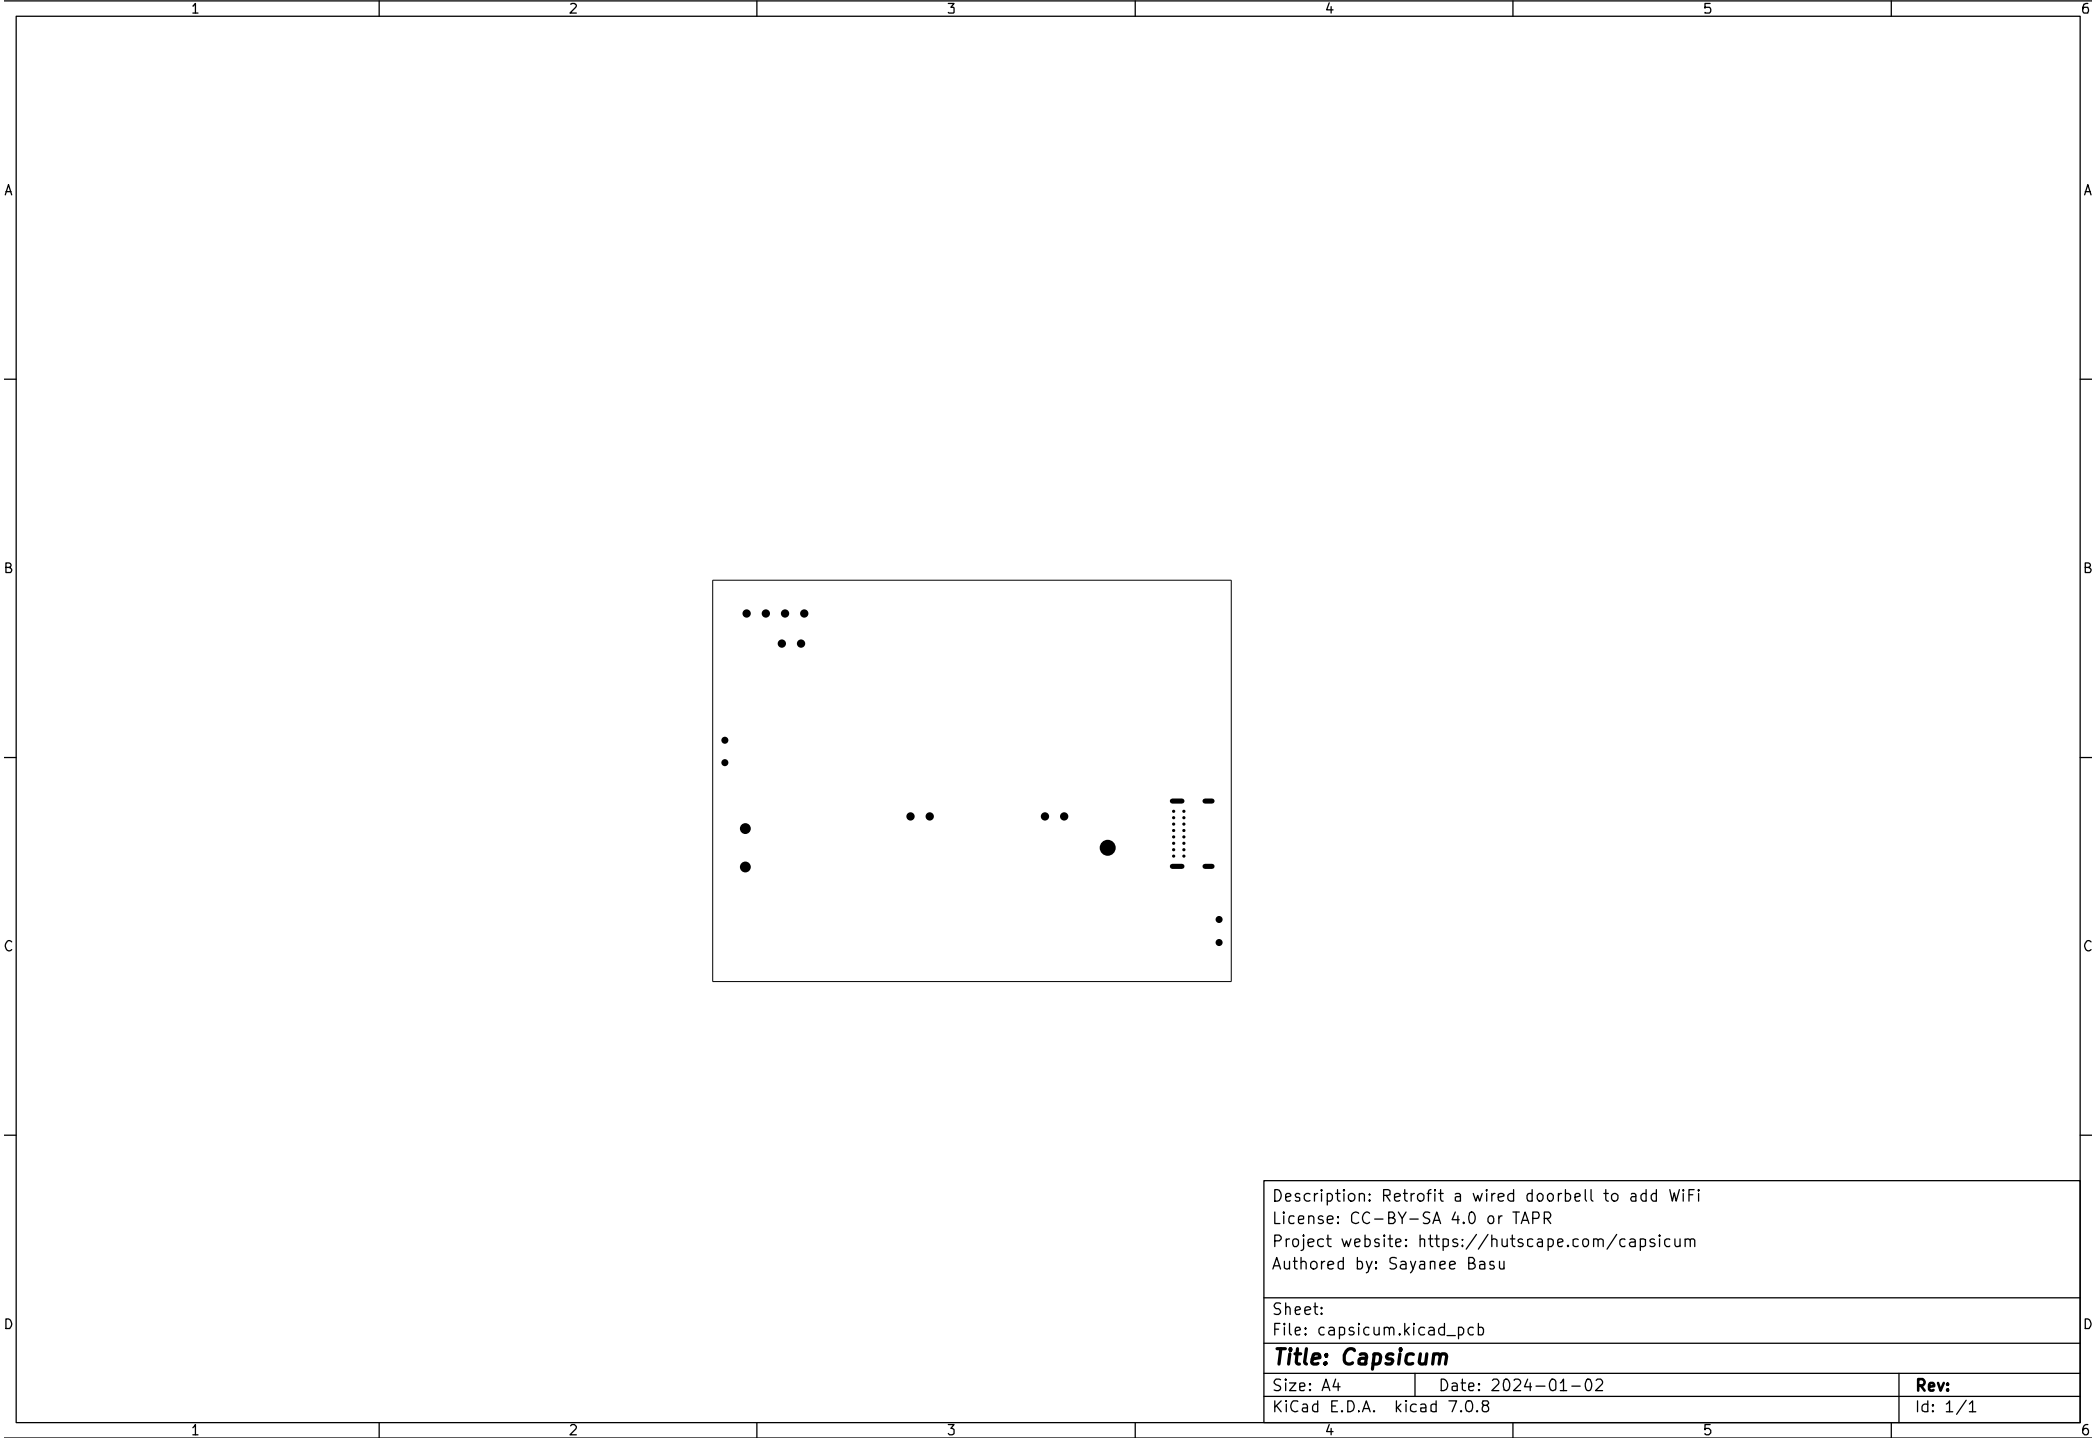 1 2 3 4 5 6
A A
B B
C C
Description: Retrofit a wired doorbell to add WiFi
License: CC-BY-SA 4.0 or TAPR
Project website: https://hutscape.com/capsicum
Authored by: Sayanee Basu
Sheet:
D D
File: capsicum.kicad_pcb
Title: Capsicum
Size: A4 Date: 2024-01-02 Rev:
KiCad E.D.A. kicad 7.0.8 Id: 1/1
1 2 3 4 5 6